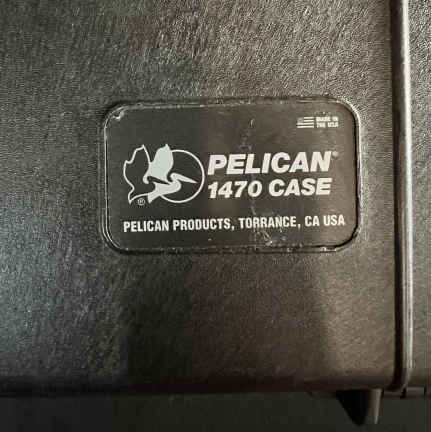 MADE IN
THE USA
PELICAN®
1470 CASE
®
PELICAN PRODUCTS, TORRANCE, CA USA